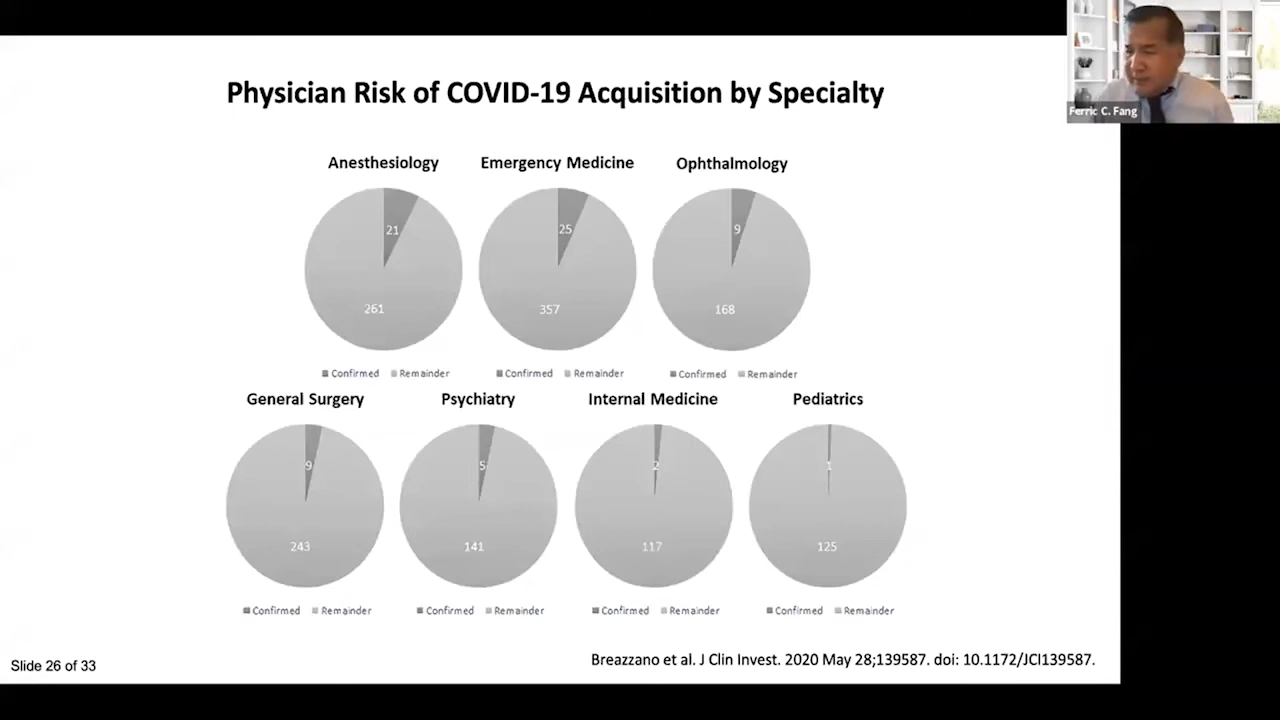 Physician Risk of COVID-19 Acquisition by Specialty
Ferric C. Fang
Anesthesiology
Emergency Medicine
Ophthalmology
21
25
9
261
357
168
Confirmed Remainder
Confirmed Remainder
Confirmed Remainder
General Surgery
Psychiatry
Internal Medicine
Pediatrics
9
5
2
1
243
141
117
125
Confirmed Remainder
Confirmed Remainder
Confirmed Remainder
Confirmed Remainder
Breazzano et al. J Clin Invest. 2020 May 28;139587. doi: 10.1172/JCI139587.
Slide 26 of 33